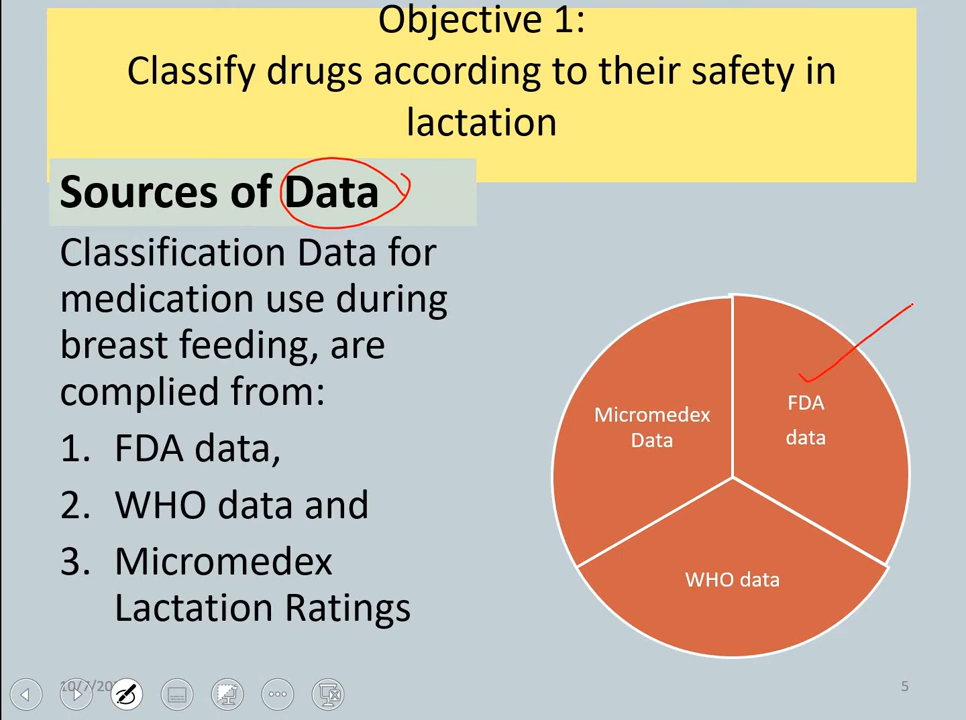 Objective 1:
Classify drugs according to their safety in
lactation
Sources of Data
Classification Data for
medication use during
breast feeding, are
complied from:
1. FDA data,
2. WHO data and
3. Micromedex
Lactation Ratings
Micromedex
Data
FDA
data
WHO data
5